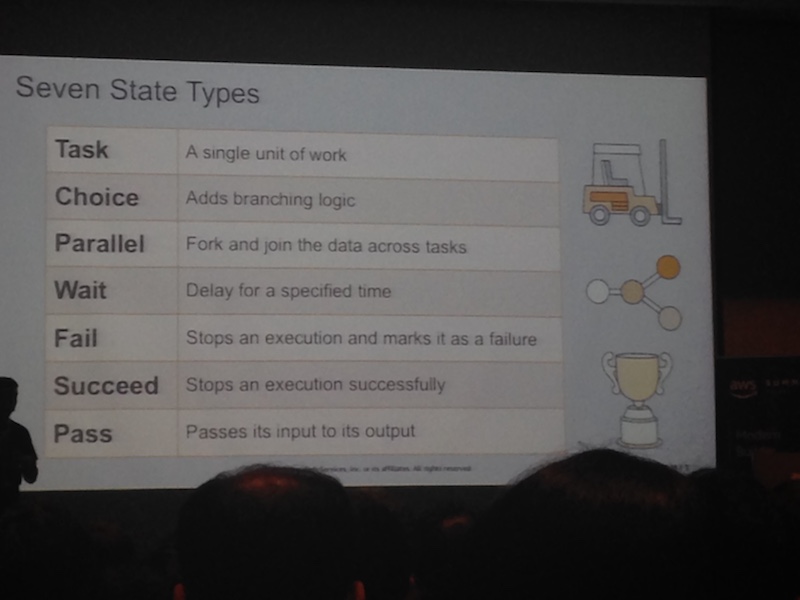 Seven State Types
Task A single unit of work
Choice Adds branching logic
Parallel Fork and join the data across tasks
Wait Delay for a specified time
Fail Stops an execution and marks it as a failure
Succeed Stops an execution successfully
Pass Passes its input to its output
Services, Inc. or its affiliates. All rights reserved.
aws